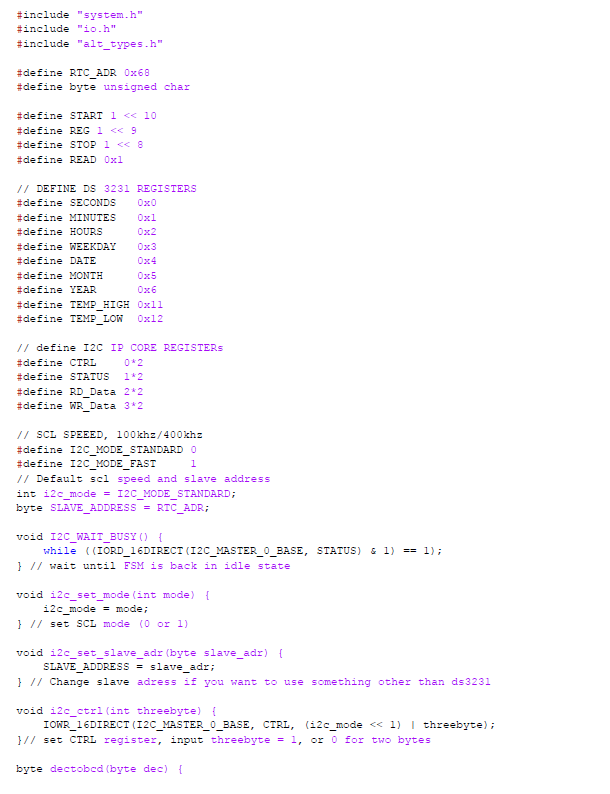 #include "system.h"
#include "io.h"
#include "alt_types.h"
#define RTC_ADR 0x68
#define byte unsigned char
#define START 1 << 10
#define REG 1 << 9
#define STOP 1 << 8
#define READ 0x1
// DEFINE DS 3231 REGISTERS
#define SECONDS   0x0
#define MINUTES   0x1
#define HOURS     0x2
#define WEEKDAY   0x3
#define DATE      0x4
#define MONTH     0x5
#define YEAR      0x6
#define TEMP_HIGH 0x11
#define TEMP_LOW  0x12
// define I2C IP CORE REGISTERs
#define CTRL    0*2
#define STATUS  1*2
#define RD_Data 2*2
#define WR_Data 3*2
// SCL SPEEED, 100khz/400khz
#define I2C_MODE_STANDARD 0
#define I2C_MODE_FAST     1
// Default scl speed and slave address
int i2c_mode = I2C_MODE_STANDARD;
byte SLAVE_ADDRESS = RTC_ADR;
void I2C_WAIT_BUSY() {
    while ((IORD_16DIRECT(I2C_MASTER_0_BASE, STATUS) & 1) == 1);
} // wait until FSM is back in idle state
void i2c_set_mode(int mode) {
    i2c_mode = mode;
} // set SCL mode (0 or 1)
void i2c_set_slave_adr(byte slave_adr) {
    SLAVE_ADDRESS = slave_adr;
} // Change slave adress if you want to use something other than ds3231
void i2c_ctrl(int threebyte) {
    IOWR_16DIRECT(I2C_MASTER_0_BASE, CTRL, (i2c_mode << 1) | threebyte);
}// set CTRL register, input threebyte = 1, or 0 for two bytes
byte dectobcd(byte dec) {